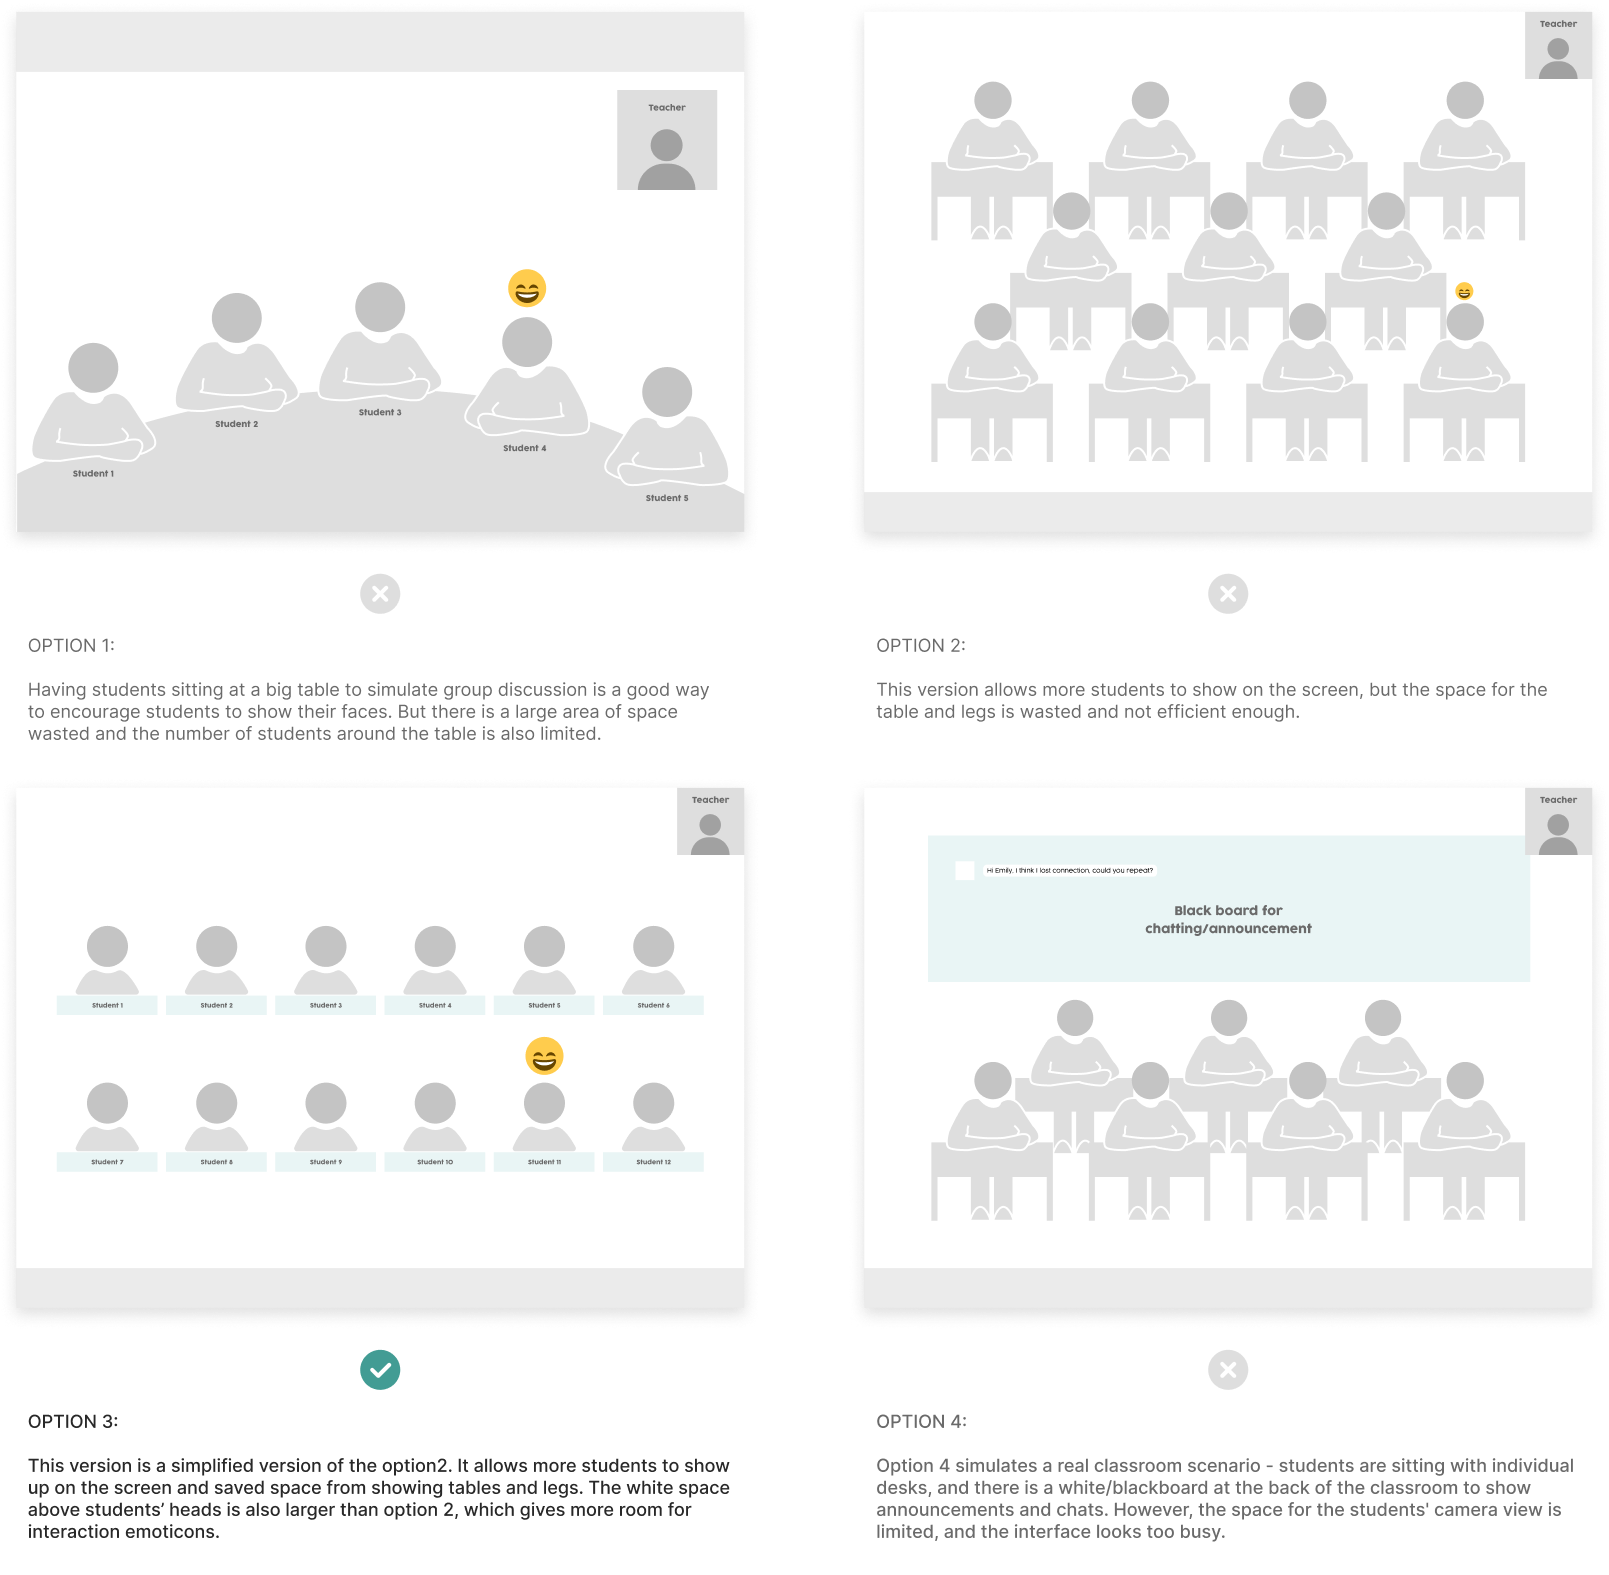 Teacher
Student 1
Student 2
Student 3
Student 4
Student 5
Teacher
OPTION 1:
Having students sitting at a big table to simulate group discussion is a good way
to encourage students to show their faces. But there is a large area of space
wasted and the number of students around the table is also limited.
OPTION 2:
This version allows more students to show on the screen, but the space for the
table and legs is wasted and not efficient enough.
Teacher
Student 1
Student 2
Student 3
Student 4
Student 5
Student 6
Student 7
Student 8
Student 9
Student 10
Student 11
Student 12
Teacher
Hi Emily, I think I lost connection, could you repeat?
Black board for
chatting/announcement
OPTION 3:
This version is a simplified version of the option2. It allows more students to show
up on the screen and saved space from showing tables and legs. The white space
above students’ heads is also larger than option 2, which gives more room for
interaction emoticons.
OPTION 4:
Option 4 simulates a real classroom scenario - students are sitting with individual
desks, and there is a white/blackboard at the back of the classroom to show
announcements and chats. However, the space for the students' camera view is
limited, and the interface looks too busy.